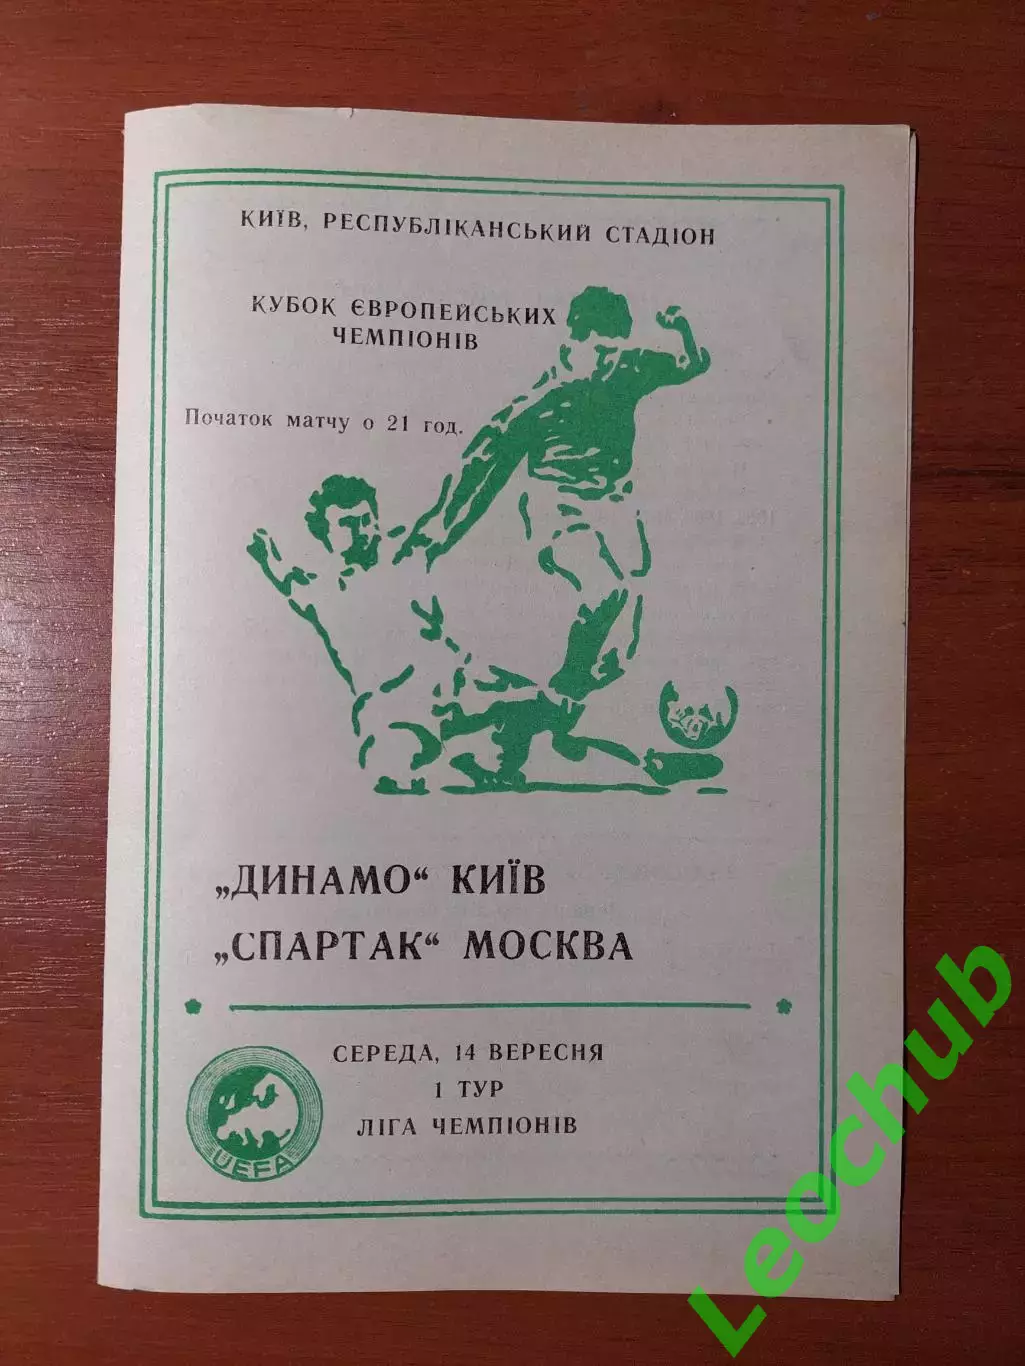 КИЇВ, РЕСПУБЛІКАНСЬКИЙ СТАДІОН
КУБОК ЄВРОПЕЙСЬКИХ
ЧЕМПІОНІВ
Початок матчу о 21 год.
„ДИНАМО“ КИЇВ
„СПАРТАК“ МОСКВА
СЕРЕДА, 14 ВЕРЕСНЯ
1 ТУР
ЛІГА ЧЕМПІОНІВ
UEFA
Leochub